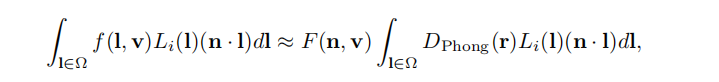 ∫_{𝐥∈Ω} f(𝐥, 𝐯)L_i(𝐥)(𝐧 · 𝐥)d𝐥 ≈ F(𝐧, 𝐯) ∫_{𝐥∈Ω} D_{Phong}(𝐫)L_i(𝐥)(𝐧 · 𝐥)d𝐥,